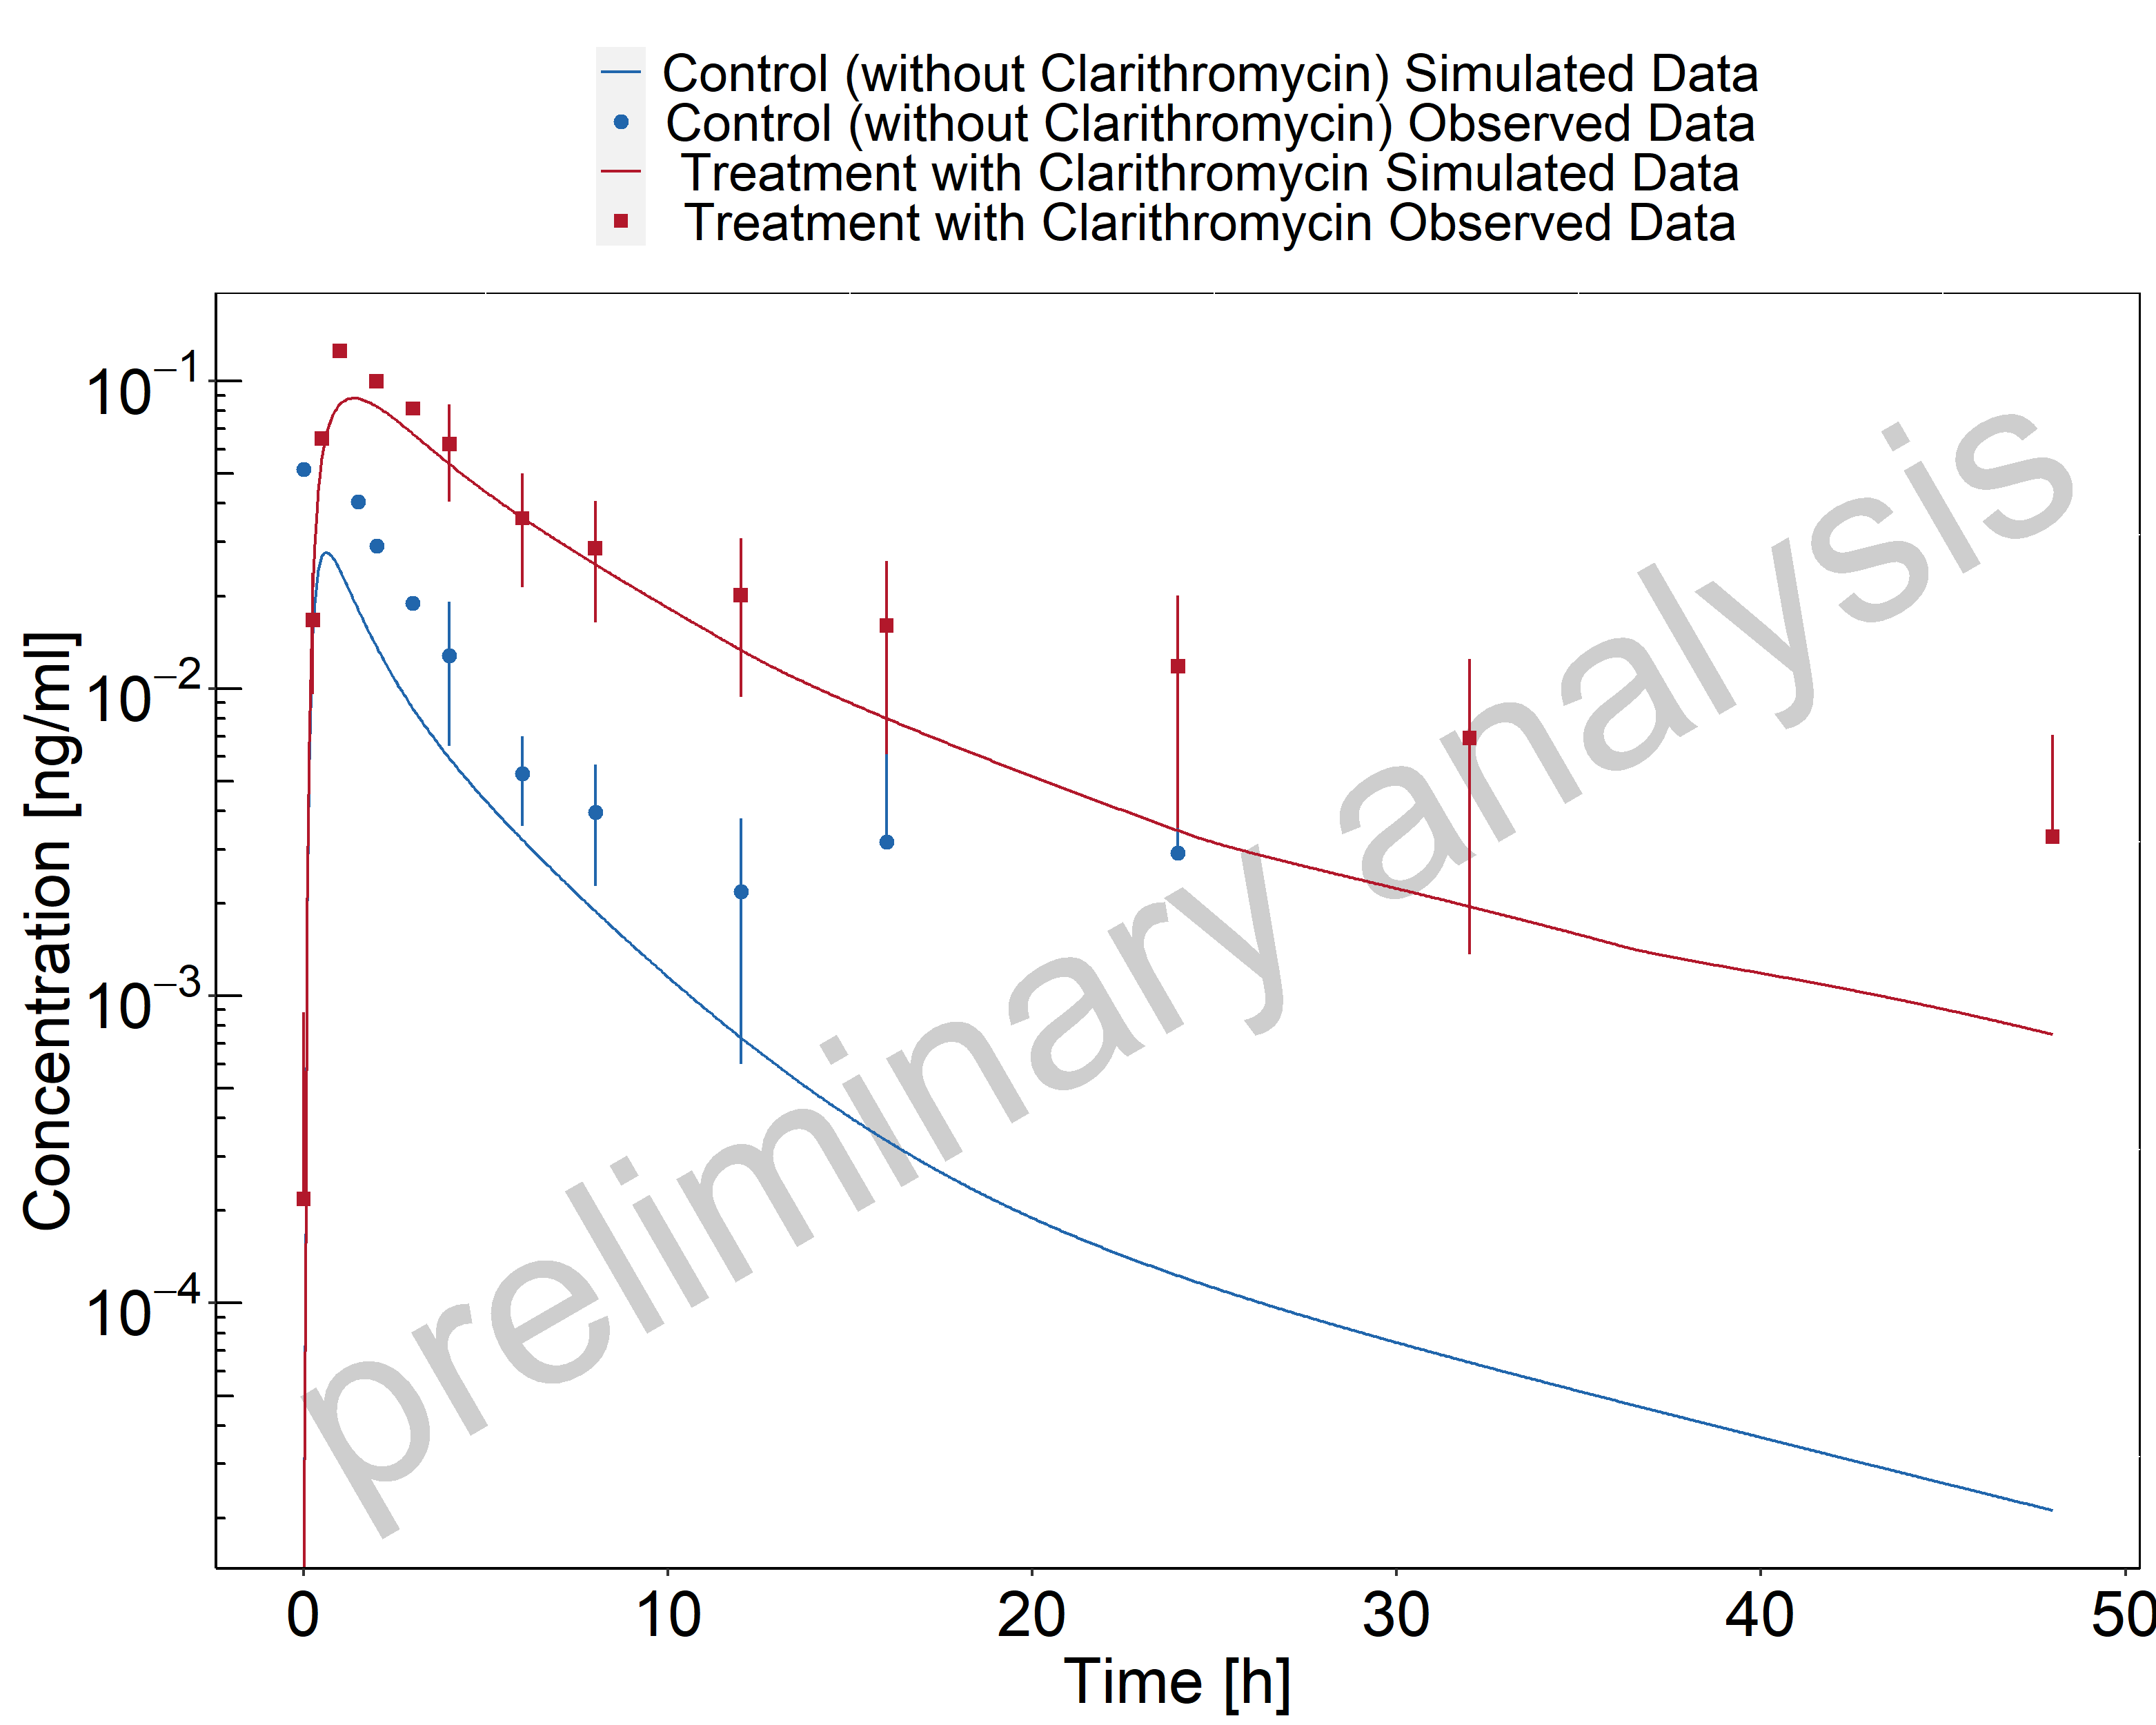 Control (without Clarithromycin) Simulated Data
Control (without Clarithromycin) Observed Data
Treatment with Clarithromycin Simulated Data
Treatment with Clarithromycin Observed Data
10−1
10−2
10−3
10−4
Concentration [ng/ml]
preliminary analysis
0 10 20 30 40 50
Time [h]